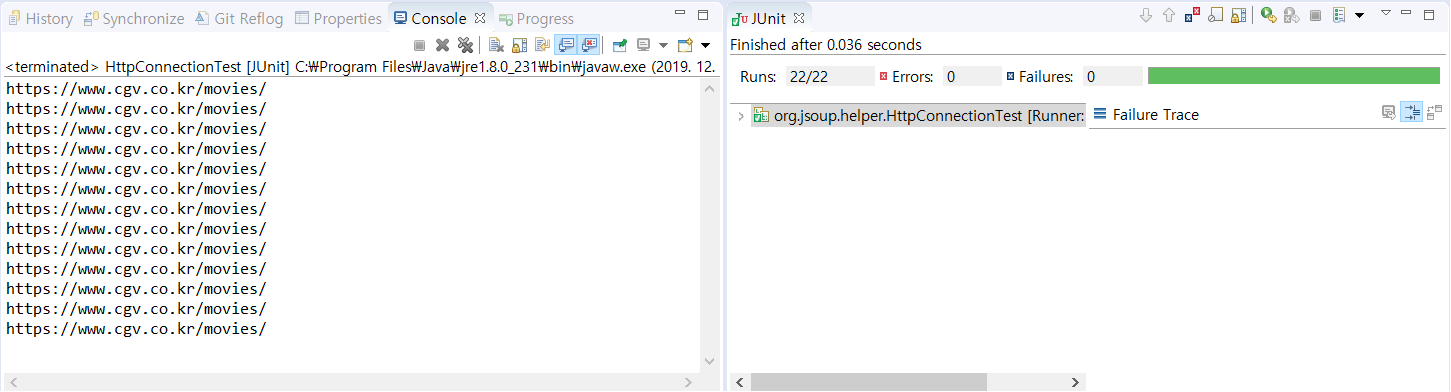 History Synchronize Git Reflog Properties Console Progress
<terminated> HttpConnectionTest [JUnit] C:₩Program Files₩Java₩jre1.8.0_231₩bin₩javaw.exe (2019. 12.
https://www.cgv.co.kr/movies/
https://www.cgv.co.kr/movies/
https://www.cgv.co.kr/movies/
https://www.cgv.co.kr/movies/
https://www.cgv.co.kr/movies/
https://www.cgv.co.kr/movies/
https://www.cgv.co.kr/movies/
https://www.cgv.co.kr/movies/
https://www.cgv.co.kr/movies/
https://www.cgv.co.kr/movies/
https://www.cgv.co.kr/movies/
https://www.cgv.co.kr/movies/
https://www.cgv.co.kr/movies/
JUnit
Finished after 0.036 seconds
Runs: 22/22 Errors: 0 Failures: 0
org.jsoup.helper.HttpConnectionTest [Runner:
Failure Trace